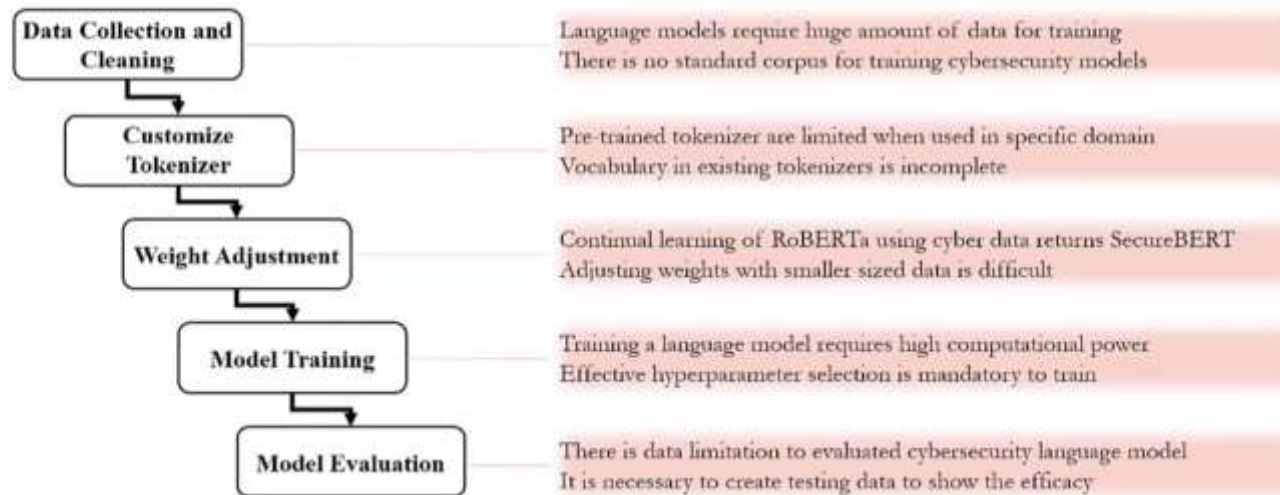 Data Collection and
Cleaning
Language models require huge amount of data for training
There is no standard corpus for training cybersecurity models
Customize
Tokenizer
Pre-trained tokenizer are limited when used in specific domain
Vocabulary in existing tokenizers is incomplete
Weight Adjustment
Continual learning of RoBERTa using cyber data returns SecureBERT
Adjusting weights with smaller sized data is difficult
Model Training
Training a language model requires high computational power
Effective hyperparameter selection is mandatory to train
Model Evaluation
There is data limitation to evaluated cybersecurity language model
It is necessary to create testing data to show the efficacy